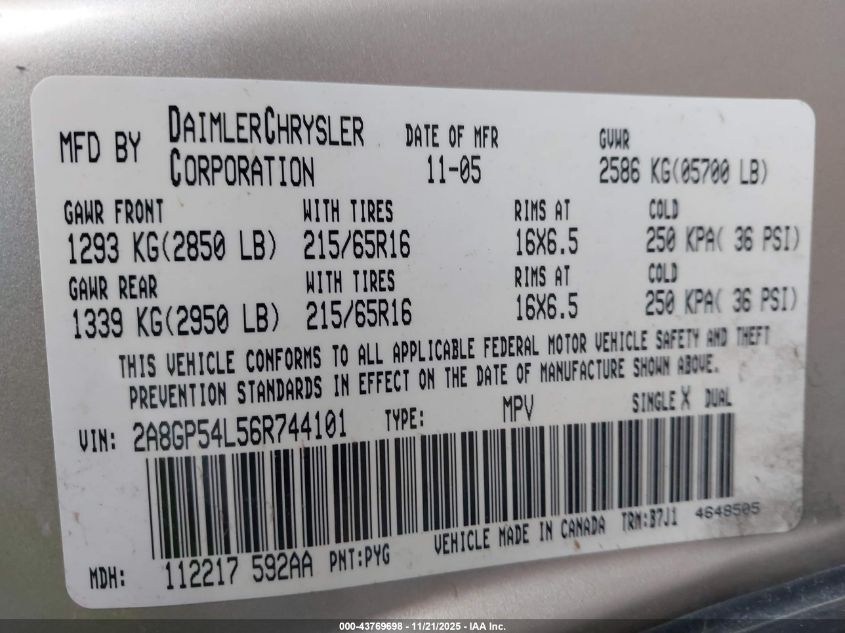 MFD BY DAIMLERCHRYSLER CORPORATION DATE OF MFR 11-05 GVWR 2586 KG(05700 LB)
GAWR FRONT WITH TIRES RIMS AT COLD
1293 KG(2850 LB) 215/65R16 16X6.5 250 KPA( 36 PSI)
GAWR REAR WITH TIRES RIMS AT COLD
1339 KG(2950 LB) 215/65R16 16X6.5 250 KPA( 36 PSI)
THIS VEHICLE CONFORMS TO ALL APPLICABLE FEDERAL MOTOR VEHICLE SAFETY AND THEFT
PREVENTION STANDARDS IN EFFECT ON THE DATE OF MANUFACTURE SHOWN ABOVE.
VIN: 2A8GP54L56R744101 TYPE: MPV SINGLE X DUAL
MDH: 112217 592AA PNT:PYG VEHICLE MADE IN CANADA TRM:B7J1 4648505
000-43769698 - 11/21/2025 - IAA Inc.